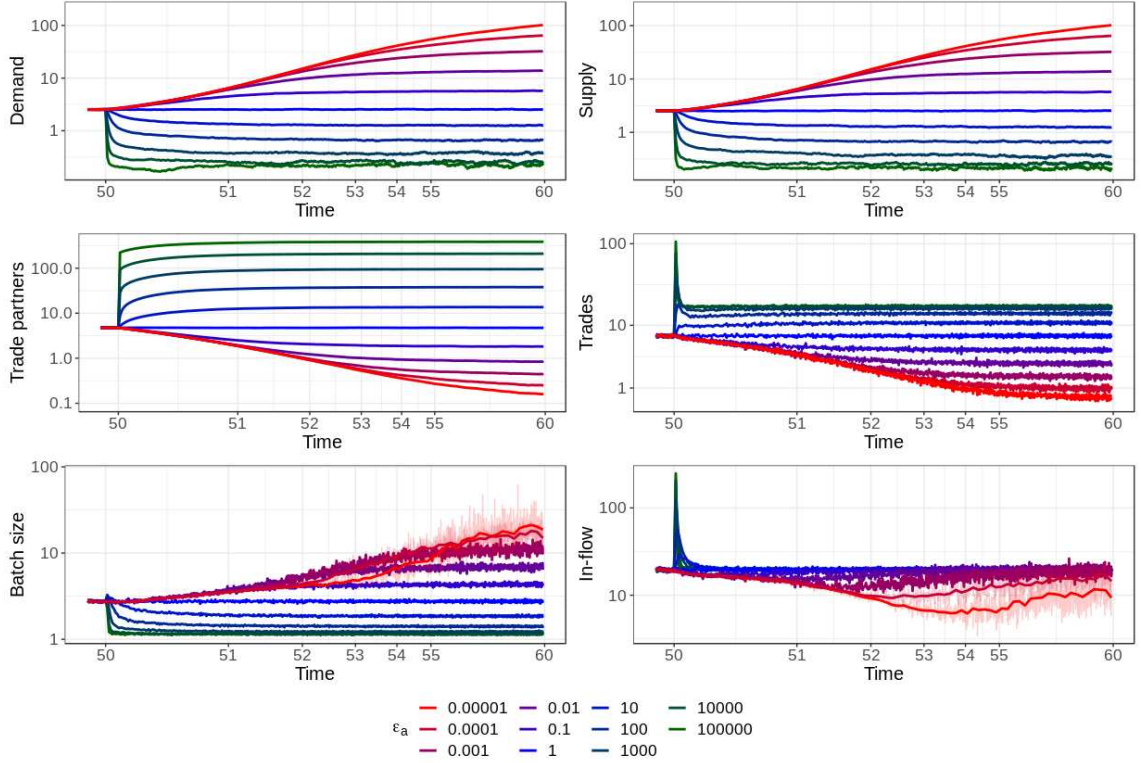 Demand
100
10
1
50 51 52 53 54 55 60
Time
Supply
100
10
1
50 51 52 53 54 55 60
Time
Trade partners
100.0
10.0
1.0
0.1
50 51 52 53 54 55 60
Time
Trades
100
10
1
50 51 52 53 54 55 60
Time
Batch size
100
10
1
50 51 52 53 54 55 60
Time
In-flow
100
10
50 51 52 53 54 55 60
Time
εa
0.00001 0.01 10 10000
0.0001 0.1 100 100000
0.001 1 1000